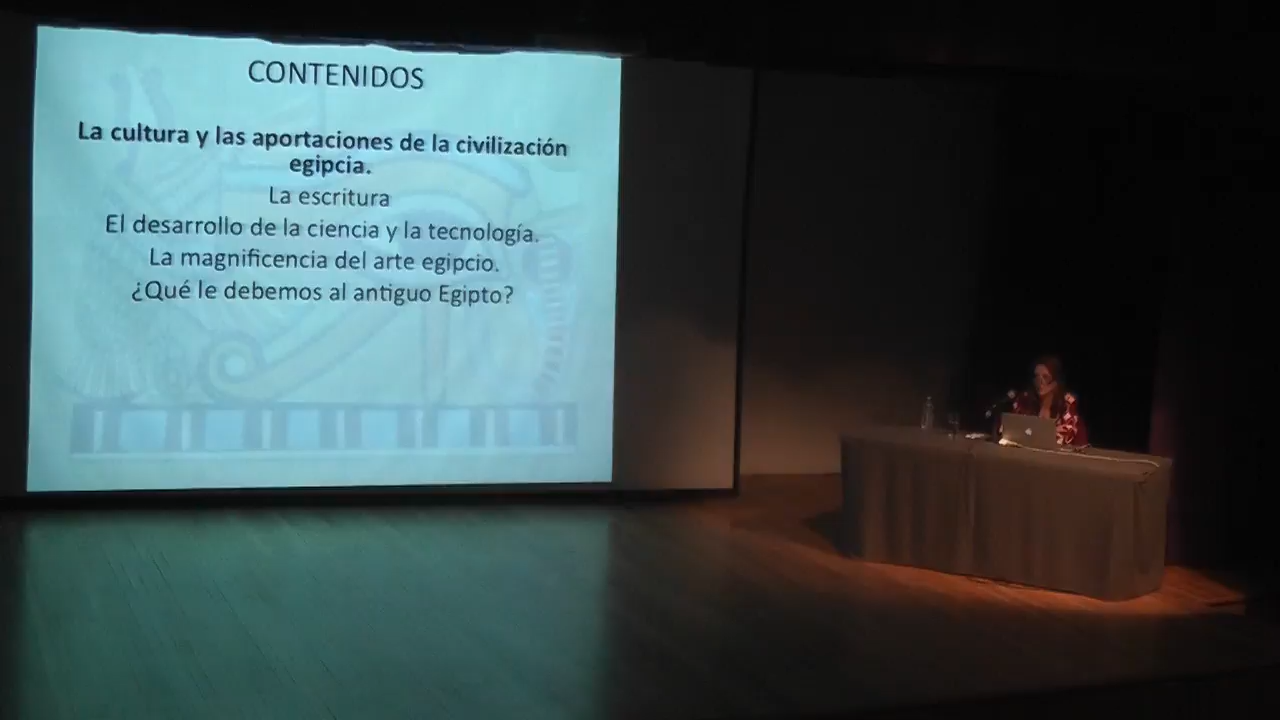 CONTENIDOS
La cultura y las aportaciones de la civilización
egipcia.
La escritura
El desarrollo de la ciencia y la tecnología.
La magnificencia del arte egipcio.
¿Qué le debemos al antiguo Egipto?